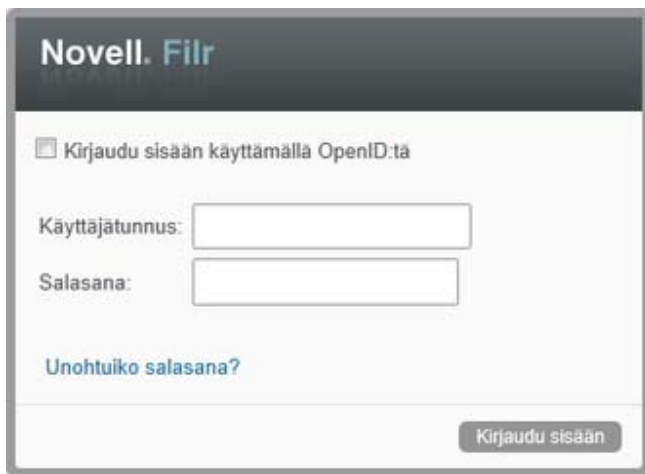 Novell. Filr
Kirjaudu sisään käyttämällä OpenID:tä
Käyttäjätunnus:
Salasana:
Unohtuiko salasana?
Kirjaudu sisään